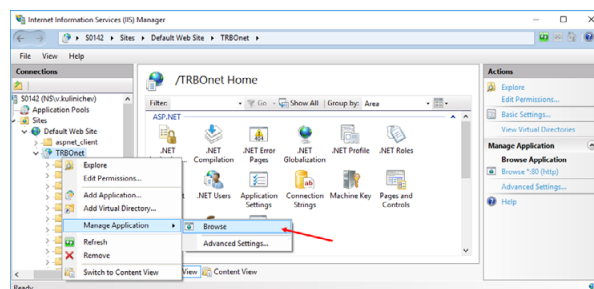 Internet Information Services (IIS) Manager
S0142 Sites Default Web Site TRBOnet
File View Help
Connections
S0142 (NS\v.kulinichev)
Application Pools
Sites
Default Web Site
aspnet_client
TRBOnet
Explore
Edit Permissions...
Add Application...
Add Virtual Directory...
Manage Application
Refresh
Remove
Switch to Content View
Browse
Advanced Settings...
/TRBOnet Home
Filter: Go Show All Group by: Area
ASP.NET
.NET Compilation
.NET Error Pages
.NET Globalization
.NET Profile
.NET Roles
.NET Users
Application Settings
Connection Strings
Machine Key
Pages and Controls
View Content View
Actions
Explore
Edit Permissions...
Basic Settings...
View Virtual Directories
Manage Application
Browse Application
Browse *:80 (http)
Advanced Settings...
Help
Ready